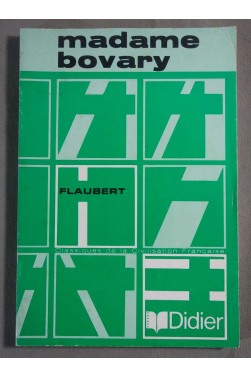 madame
bovary
FLAUBERT
Classiques de la Civilisation Française
Didier